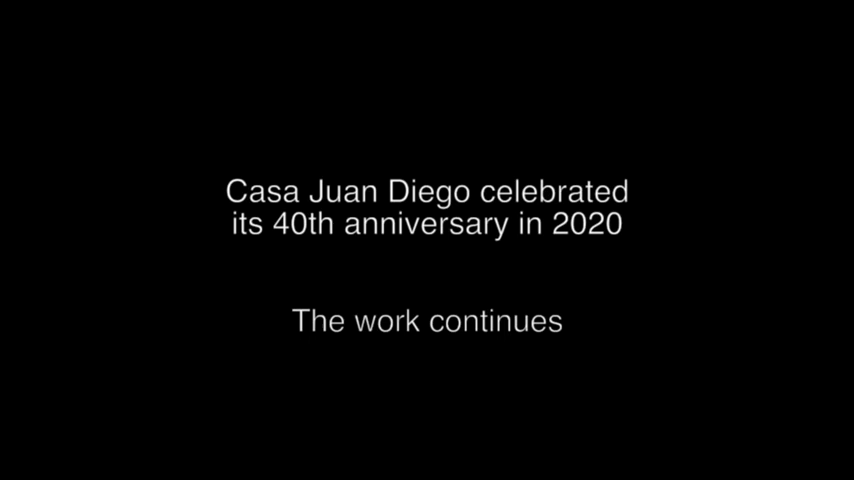 Casa Juan Diego celebrated
its 40th anniversary in 2020
The work continues